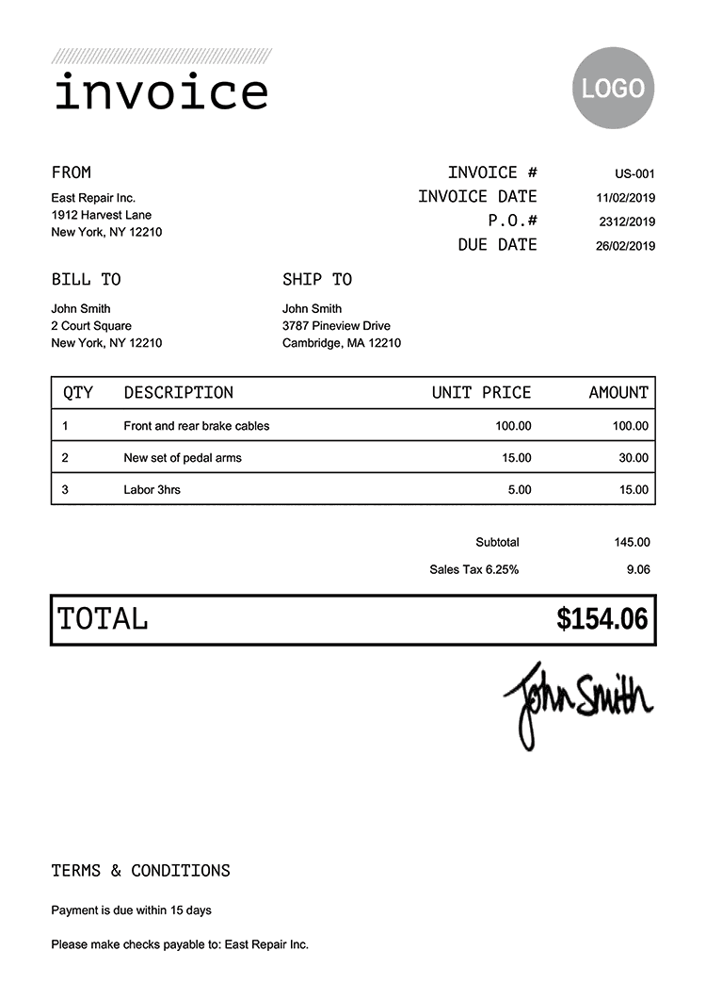 invoice
LOGO
FROM
East Repair Inc.
1912 Harvest Lane
New York, NY 12210
INVOICE # US-001
INVOICE DATE 11/02/2019
P.O.# 2312/2019
DUE DATE 26/02/2019
BILL TO
John Smith
2 Court Square
New York, NY 12210
SHIP TO
John Smith
3787 Pineview Drive
Cambridge, MA 12210
QTY DESCRIPTION UNIT PRICE AMOUNT
1 Front and rear brake cables 100.00 100.00
2 New set of pedal arms 15.00 30.00
3 Labor 3hrs 5.00 15.00
Subtotal 145.00
Sales Tax 6.25% 9.06
TOTAL $154.06
John Smith
TERMS & CONDITIONS
Payment is due within 15 days
Please make checks payable to: East Repair Inc.